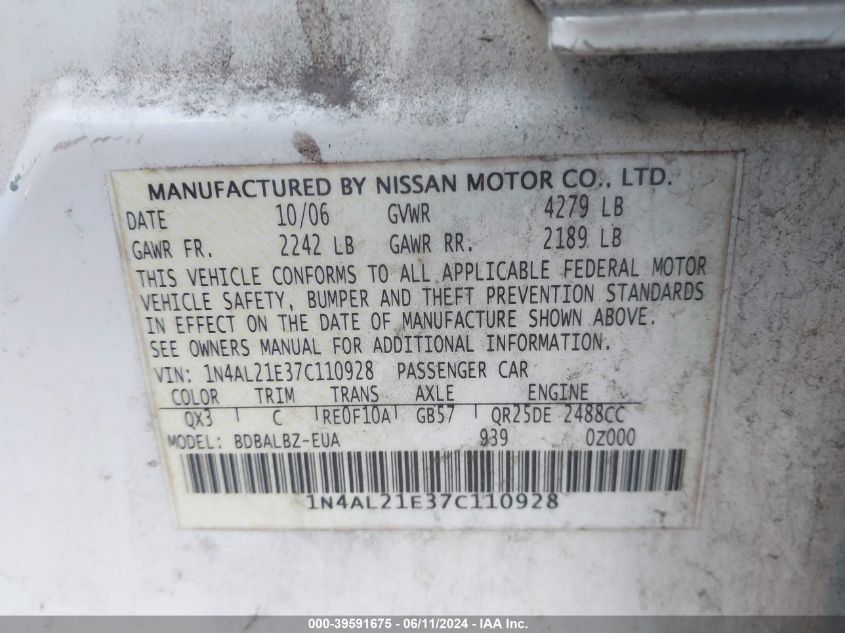 MANUFACTURED BY NISSAN MOTOR CO., LTD.
DATE 10/06 GVWR 4279 LB
GAWR FR. 2242 LB GAWR RR. 2189 LB
THIS VEHICLE CONFORMS TO ALL APPLICABLE FEDERAL MOTOR
VEHICLE SAFETY, BUMPER AND THEFT PREVENTION STANDARDS
IN EFFECT ON THE DATE OF MANUFACTURE SHOWN ABOVE.
SEE OWNERS MANUAL FOR ADDITIONAL INFORMATION.
VIN: 1N4AL21E37C110928 PASSENGER CAR
COLOR TRIM TRANS AXLE ENGINE
QX3 C RE0F10A GB57 QR25DE 2488CC
MODEL: BDBALBZ-EUA 939 0Z000
1N4AL21E37C110928
000-39591675 - 06/11/2024 - IAA Inc.